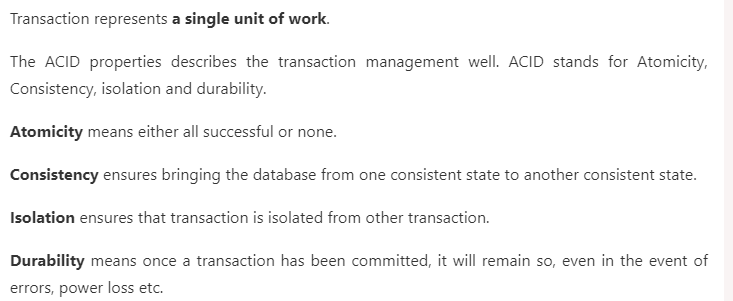 Transaction represents a single unit of work.
The ACID properties describes the transaction management well. ACID stands for Atomicity,
Consistency, isolation and durability.
Atomicity means either all successful or none.
Consistency ensures bringing the database from one consistent state to another consistent state.
Isolation ensures that transaction is isolated from other transaction.
Durability means once a transaction has been committed, it will remain so, even in the event of
errors, power loss etc.